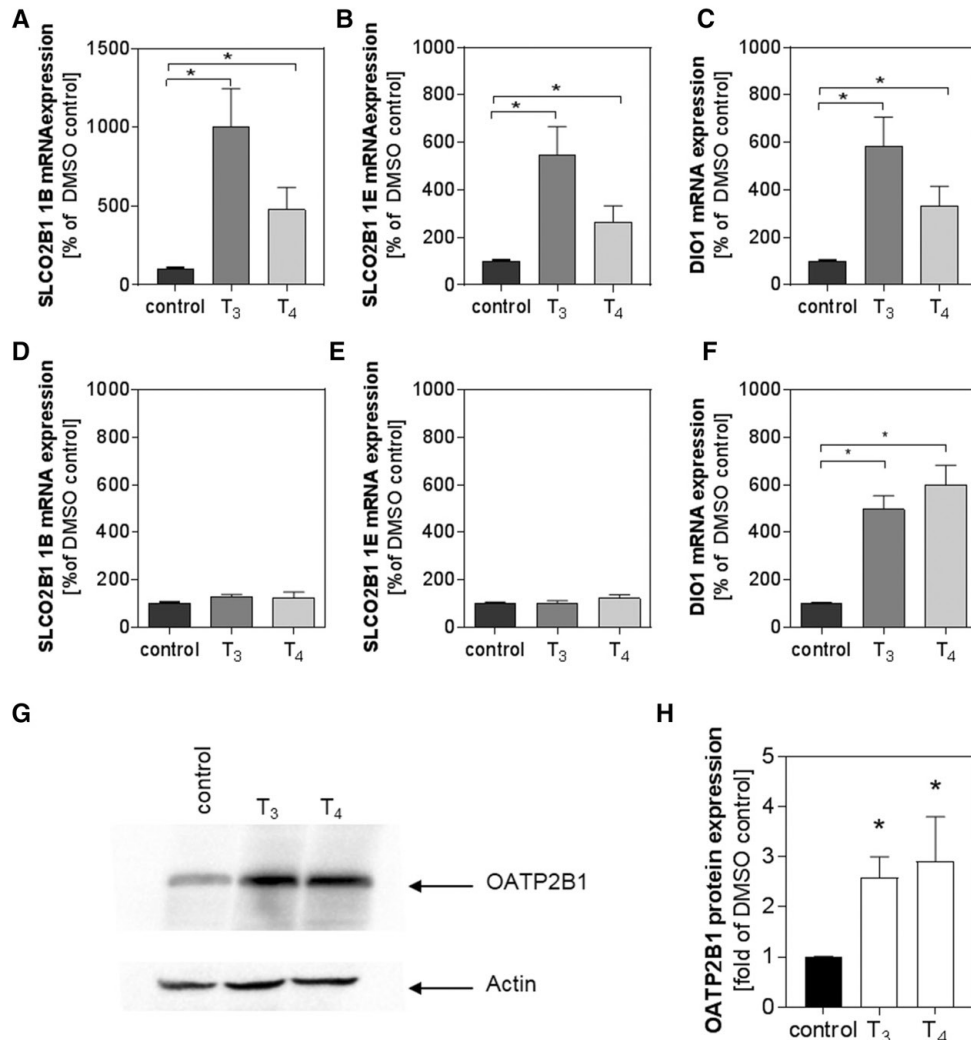 A
SLCO2B1 1B mRNAexpression
[% of DMSO control]
1500
1000
500
0
*
*
control T3 T4
B
SLCO2B1 1E mRNAexpression
[% of DMSO control]
1000
800
600
400
200
0
*
*
control T3 T4
C
DIO1 mRNA expression
[% of DMSO control]
1000
800
600
400
200
0
*
*
control T3 T4
D
SLCO2B1 1B mRNA expression
[%of DMSO control]
1000
800
600
400
200
0
control T3 T4
E
SLCO2B1 1E mRNA expression
[%of DMSO control]
1000
800
600
400
200
0
control T3 T4
F
DIO1 mRNA expression
[% of DMSO control]
1000
800
600
400
200
0
*
*
control T3 T4
G
control T3 T4
OATP2B1
Actin
H
OATP2B1 protein expression
[fold of DMSO control]
5
4
3
2
1
0
*
*
control T3 T4